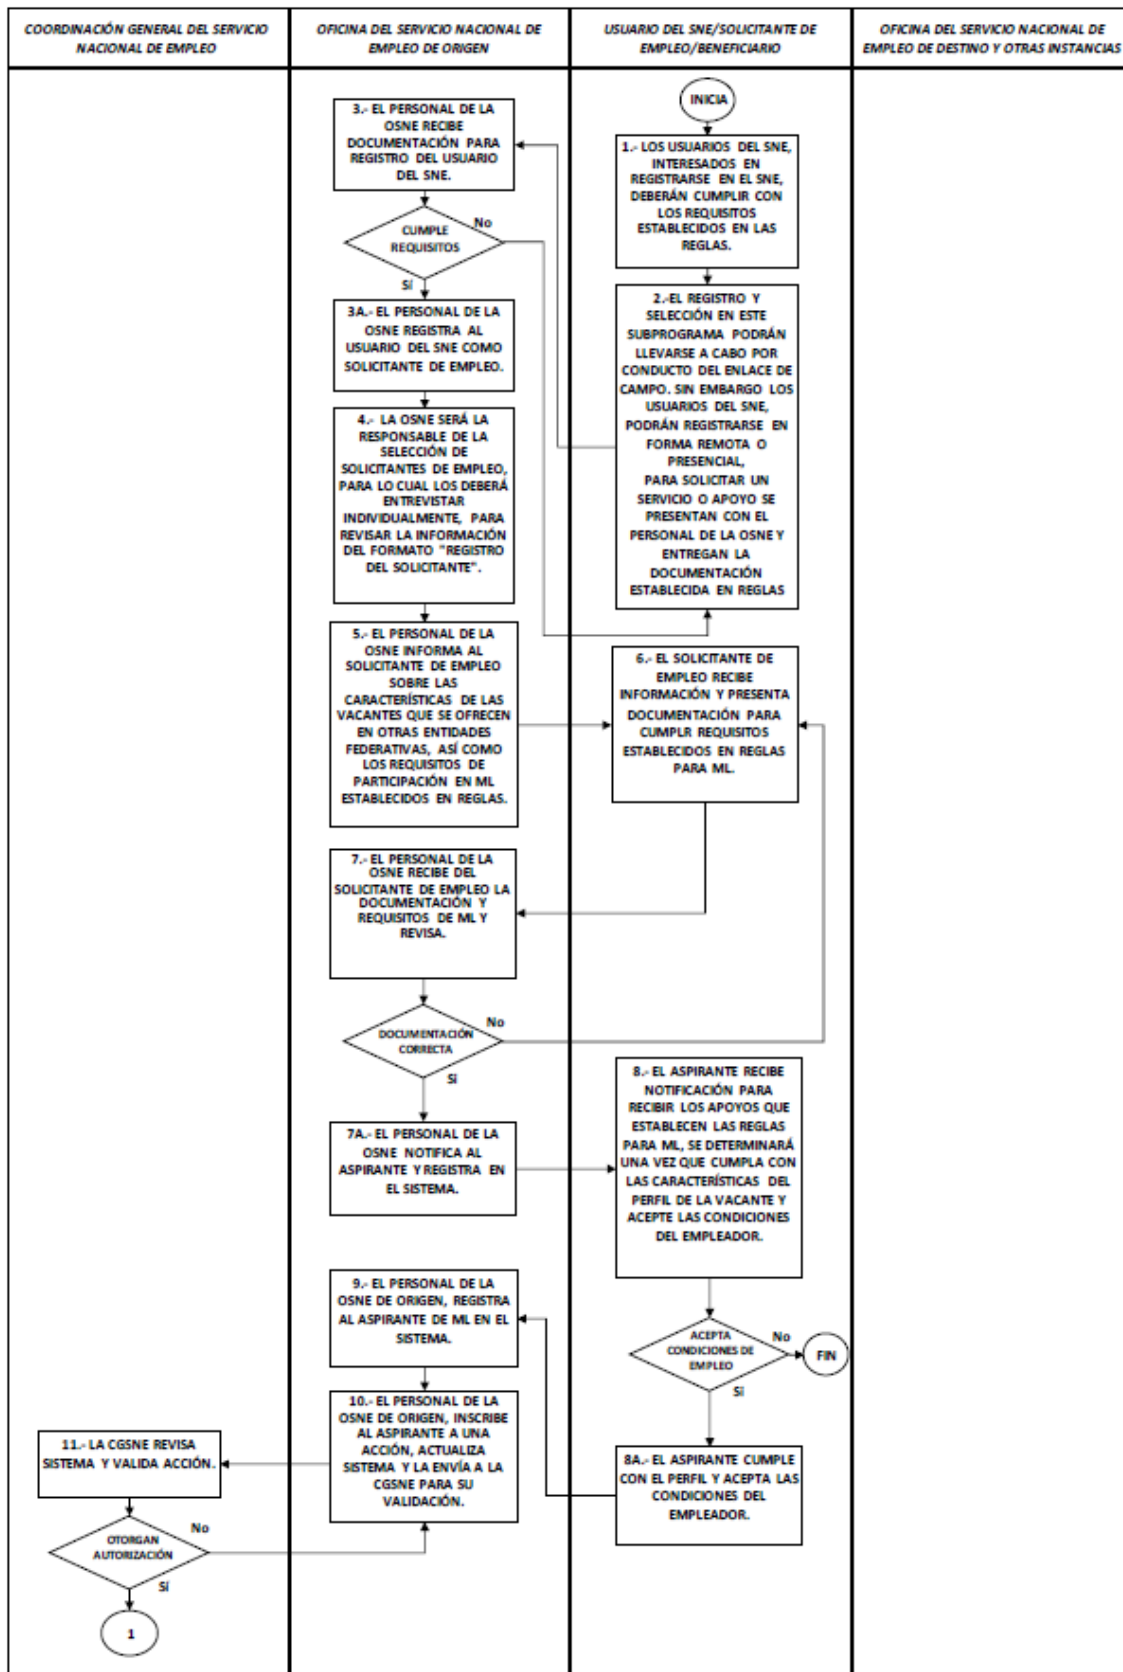 COORDINACIÓN GENERAL DEL SERVICIO
NACIONAL DE EMPLEO
OFICINA DEL SERVICIO NACIONAL DE
EMPLEO DE ORIGEN
USUARIO DEL SNE/SOLICITANTE DE
EMPLEO/BENEFICIARIO
OFICINA DEL SERVICIO NACIONAL DE
EMPLEO DE DESTINO Y OTRAS INSTANCIAS
INICIA
1.- LOS USUARIOS DEL SNE,
INTERESADOS EN
REGISTRARSE EN EL SNE,
DEBERÁN CUMPLIR CON
LOS REQUISITOS
ESTABLECIDOS EN LAS
REGLAS.
2.-EL REGISTRO Y
SELECCIÓN EN ESTE
SUBPROGRAMA PODRÁN
LLEVARSE A CABO POR
CONDUCTO DEL ENLACE DE
CAMPO. SIN EMBARGO LOS
USUARIOS DEL SNE,
PODRÁN REGISTRARSE EN
FORMA REMOTA O
PRESENCIAL,
PARA SOLICITAR UN
SERVICIO O APOYO SE
PRESENTAN CON EL
PERSONAL DE LA OSNE Y
ENTREGAN LA
DOCUMENTACIÓN
ESTABLECIDA EN REGLAS
3.- EL PERSONAL DE LA
OSNE RECIBE
DOCUMENTACIÓN PARA
REGISTRO DEL USUARIO
DEL SNE.
CUMPLE
REQUISITOS
No
Sí
3A.- EL PERSONAL DE LA
OSNE REGISTRA AL
USUARIO DEL SNE COMO
SOLICITANTE DE EMPLEO.
4.- LA OSNE SERÁ LA
RESPONSABLE DE LA
SELECCIÓN DE
SOLICITANTES DE EMPLEO,
PARA LO CUAL LOS DEBERÁ
ENTREVISTAR
INDIVIDUALMENTE, PARA
REVISAR LA INFORMACIÓN
DEL FORMATO "REGISTRO
DEL SOLICITANTE".
5.- EL PERSONAL DE LA
OSNE INFORMA AL
SOLICITANTE DE EMPLEO
SOBRE LAS
CARACTERÍSTICAS DE LAS
VACANTES QUE SE OFRECEN
EN OTRAS ENTIDADES
FEDERATIVAS, ASÍ COMO
LOS REQUISITOS DE
PARTICIPACIÓN EN ML
ESTABLECIDOS EN REGLAS.
6.- EL SOLICITANTE DE
EMPLEO RECIBE
INFORMACIÓN Y PRESENTA
DOCUMENTACIÓN PARA
CUMPLR REQUISITOS
ESTABLECIDOS EN REGLAS
PARA ML.
7.- EL PERSONAL DE LA
OSNE RECIBE DEL
SOLICITANTE DE EMPLEO LA
DOCUMENTACIÓN Y
REQUISITOS DE ML Y
REVISA.
DOCUMENTACIÓN
CORRECTA
No
Sí
7A.- EL PERSONAL DE LA
OSNE NOTIFICA AL
ASPIRANTE Y REGISTRA EN
EL SISTEMA.
8.- EL ASPIRANTE RECIBE
NOTIFICACIÓN PARA
RECIBIR LOS APOYOS QUE
ESTABLECEN LAS REGLAS
PARA ML, SE DETERMINARÁ
UNA VEZ QUE CUMPLA CON
LAS CARACTERÍSTICAS DEL
PERFIL DE LA VACANTE Y
ACEPTE LAS CONDICIONES
DEL EMPLEADOR.
ACEPTA
CONDICIONES DE
EMPLEO
No
FIN
Sí
8A.- EL ASPIRANTE CUMPLE
CON EL PERFIL Y ACEPTA LAS
CONDICIONES DEL
EMPLEADOR.
9.- EL PERSONAL DE LA
OSNE DE ORIGEN, REGISTRA
AL ASPIRANTE DE ML EN EL
SISTEMA.
10.- EL PERSONAL DE LA
OSNE DE ORIGEN, INSCRIBE
AL ASPIRANTE A UNA
ACCIÓN, ACTUALIZA
SISTEMA Y LA ENVÍA A LA
CGSNE PARA SU
VALIDACIÓN.
11.- LA CGSNE REVISA
SISTEMA Y VALIDA ACCIÓN.
OTORGAN
AUTORIZACIÓN
No
Sí
1